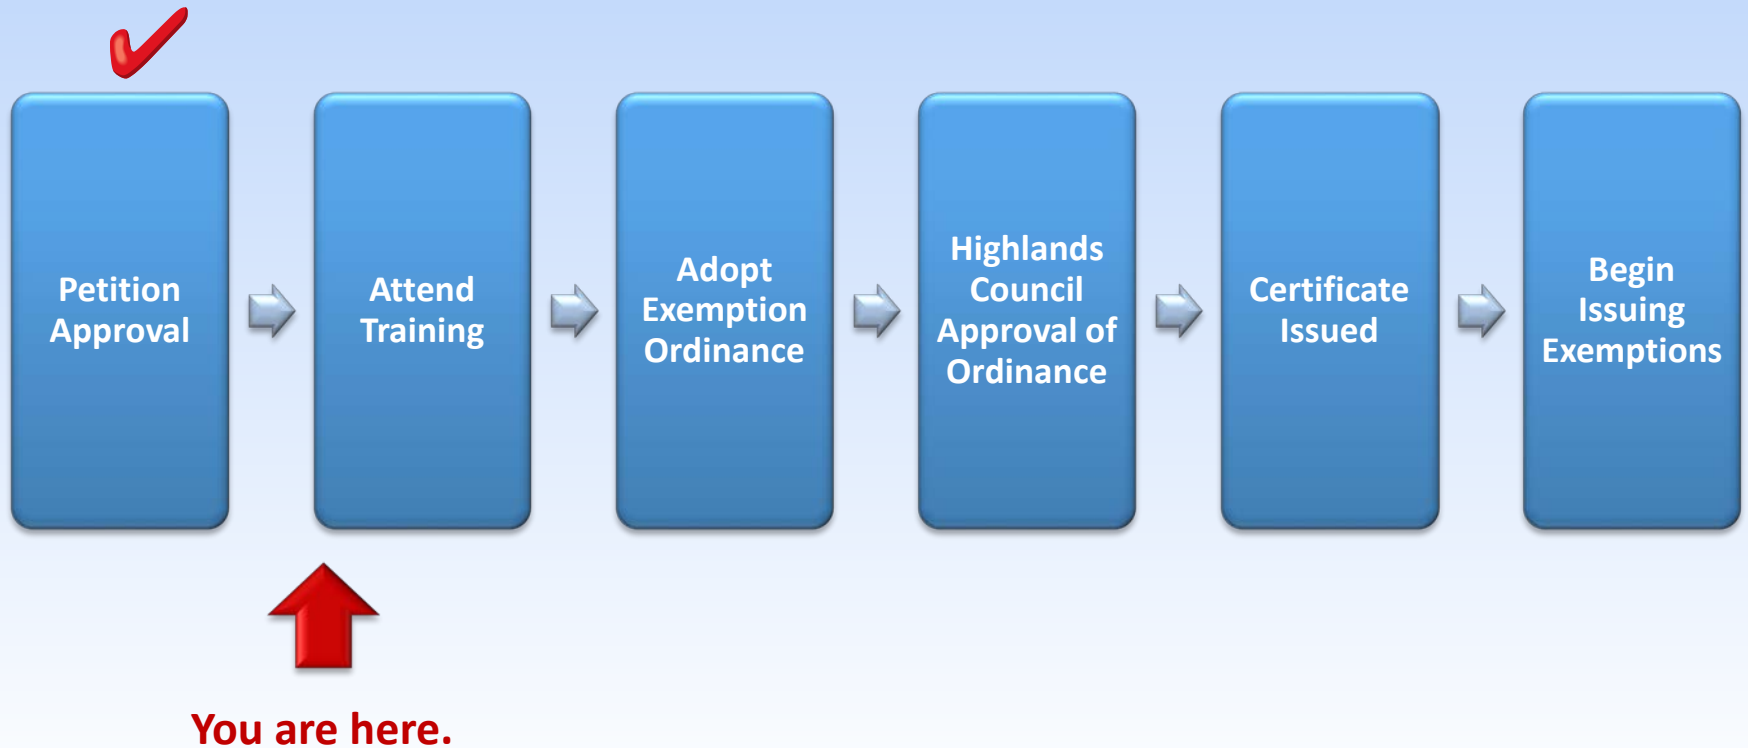 Petition
Approval
Attend
Training
Adopt
Exemption
Ordinance
Highlands
Council
Approval of
Ordinance
Certificate
Issued
Begin
Issuing
Exemptions
You are here.